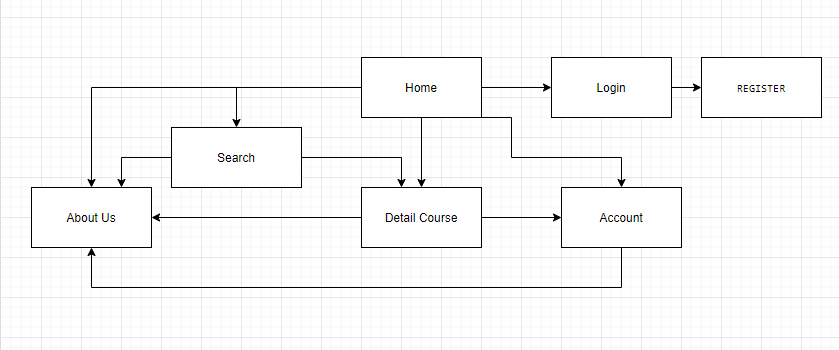 Home
Login
REGISTER
Search
About Us
Detail Course
Account